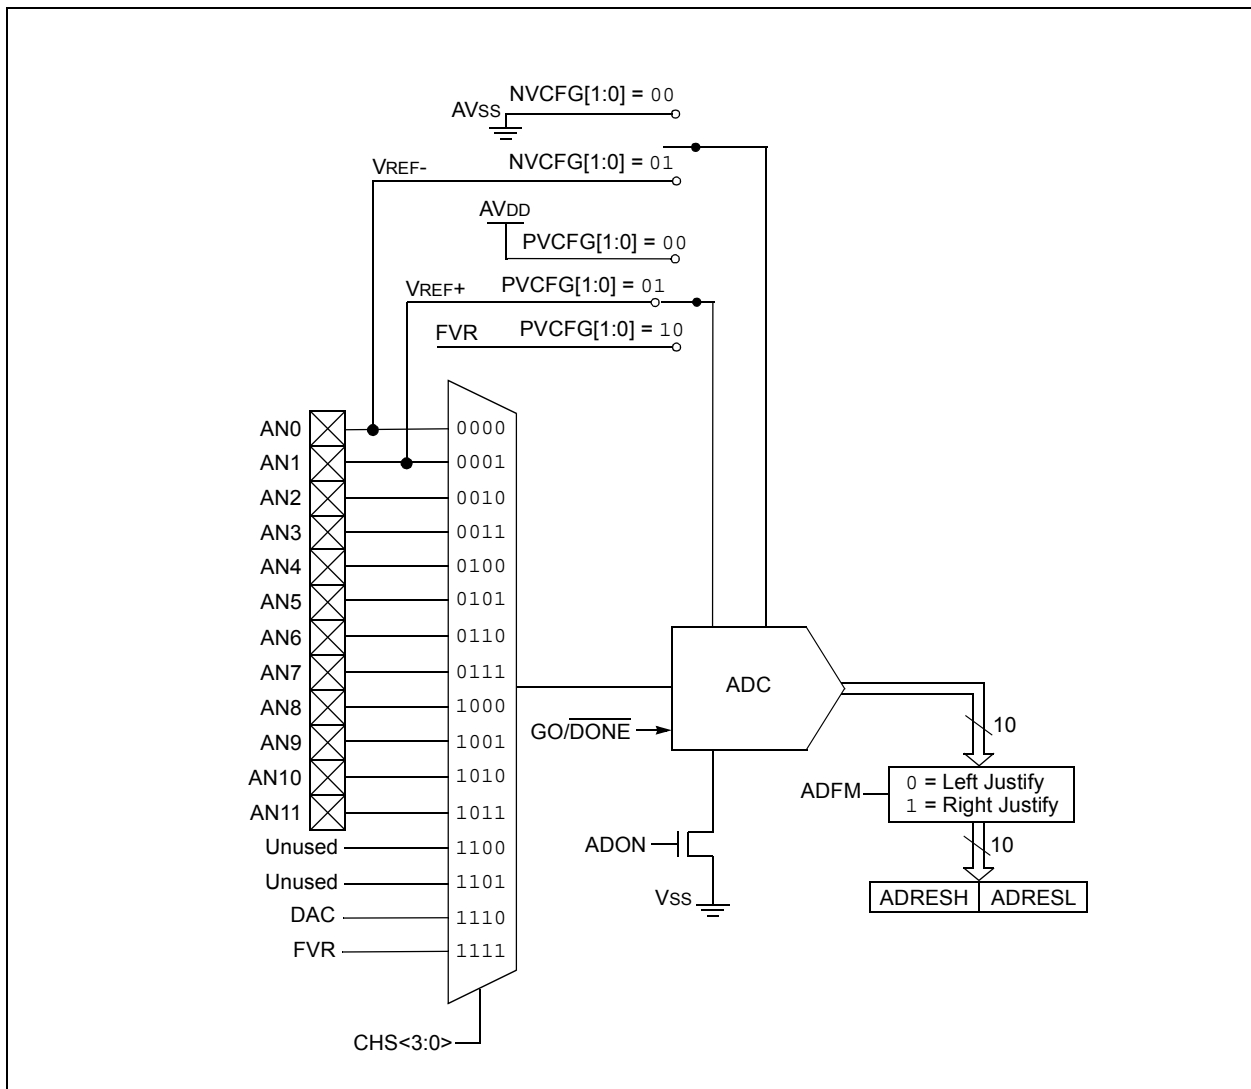 NVCFG[1:0] = 00
AVSS
VREF-
NVCFG[1:0] = 01
AVDD
PVCFG[1:0] = 00
VREF+
PVCFG[1:0] = 01
FVR
PVCFG[1:0] = 10
AN0
0000
AN1
0001
AN2
0010
AN3
0011
AN4
0100
AN5
0101
AN6
0110
AN7
0111
AN8
1000
AN9
1001
AN10
1010
AN11
1011
Unused
1100
Unused
1101
DAC
1110
FVR
1111
CHS<3:0>
ADC
GO/DONE
ADON
VSS
10
ADFM
0 = Left Justify
1 = Right Justify
10
ADRESH
ADRESL